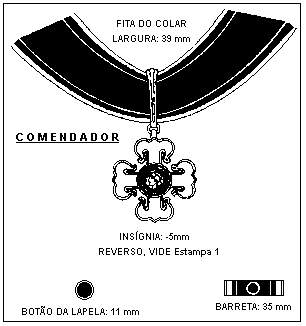 FITA DO COLAR
LARGURA: 39 mm
COMENDADOR
INSÍGNIA: -5mm
REVERSO, VIDE Estampa 1
BOTÃO DA LAPELA: 11 mm
BARRETA: 35 mm